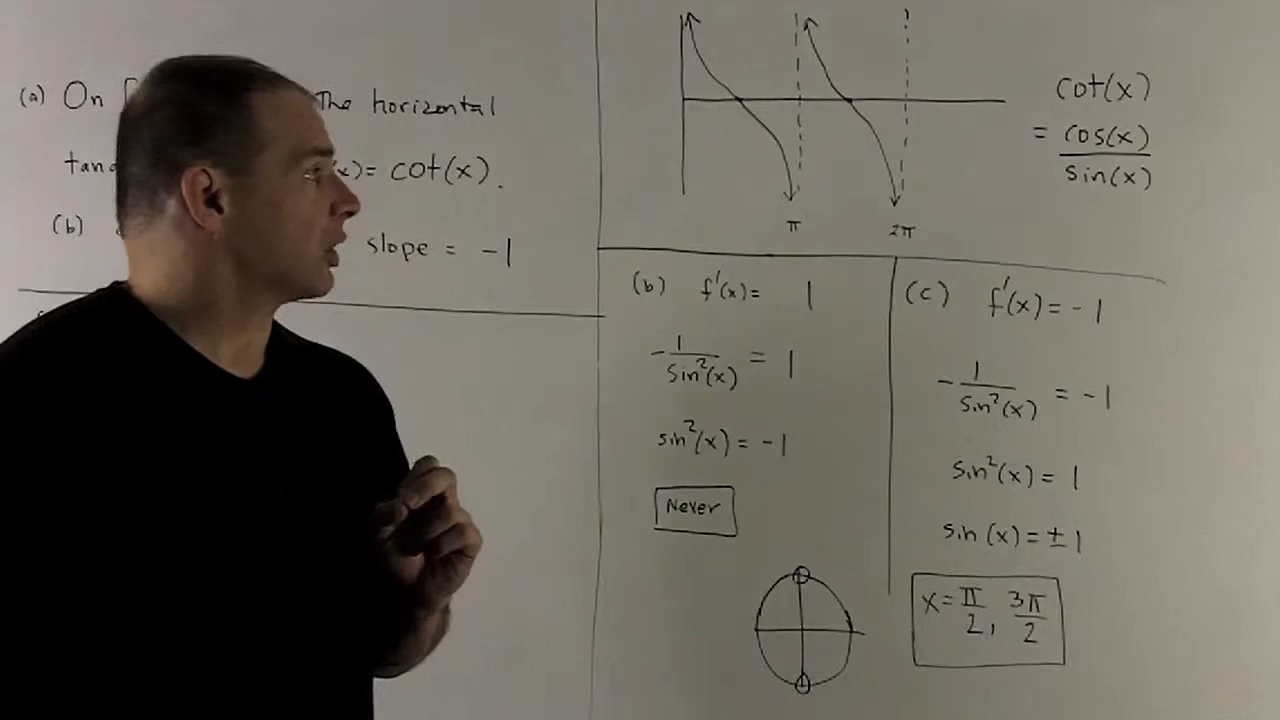 (a) On The horizontal
(x)= cot(x).
(b) slope = -1
π 2π
cot(x)
= cos(x)
sin(x)
(b) f'(x)= 1
- 1/sin²(x) = 1
sin²(x) = -1
Never
(c) f'(x) = -1
- 1/sin²(x) = -1
sin²(x) = 1
sin(x) = ± 1
x = π/2, 3π/2